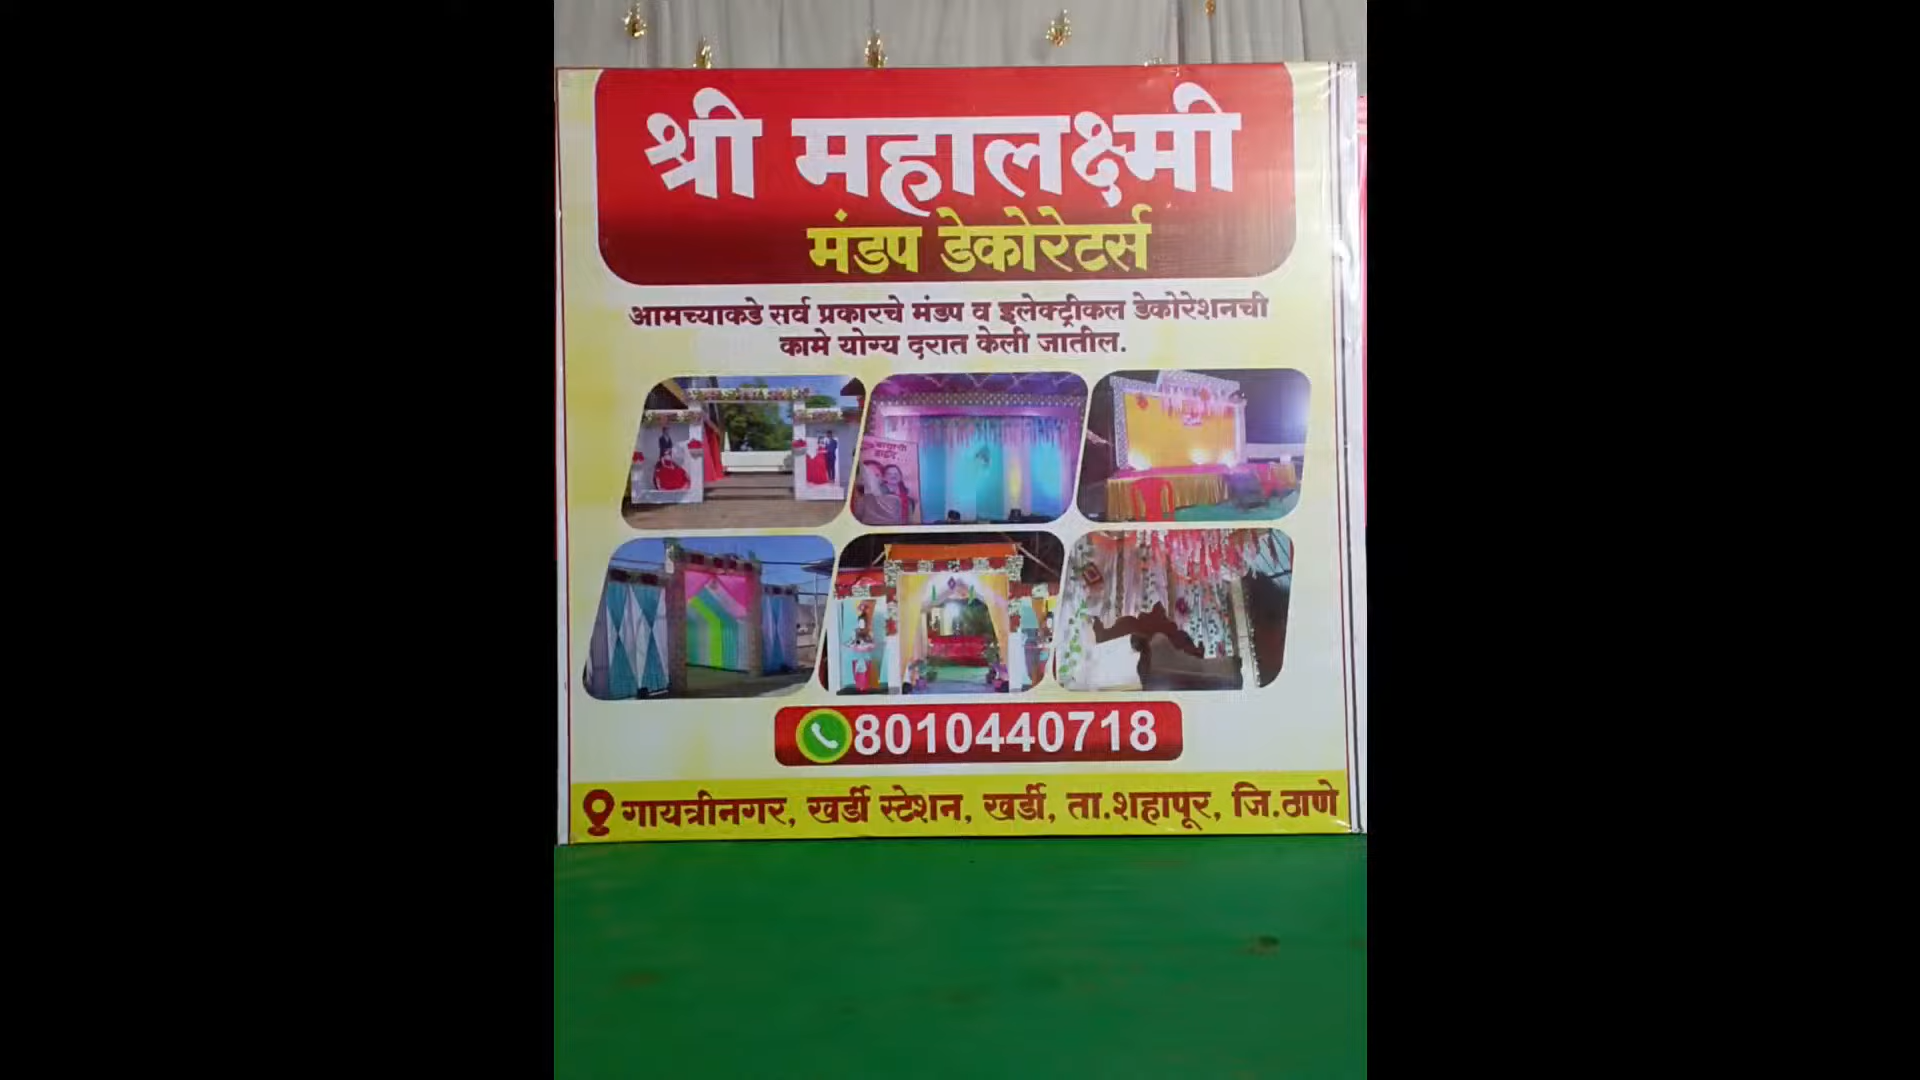 श्री महालक्ष्मी
मंडप डेकोरेटर्स
आमच्याकडे सर्व प्रकारचे मंडप व इलेक्ट्रीकल डेकोरेशनची
कामे योग्य दरात केली जातील.
8010440718
गायत्रीनगर, खर्डी स्टेशन, खर्डी, ता.शहापूर, जि.ठाणे